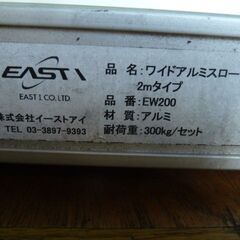 EAST I
EAST 1 CO.,LTD.
株式会社イーストアイ
TEL 03-3897-9393
品 名:ワイドアルミスロー
2mタイプ
品 番:EW200
材 質:アルミ
耐荷重:300kg/セット